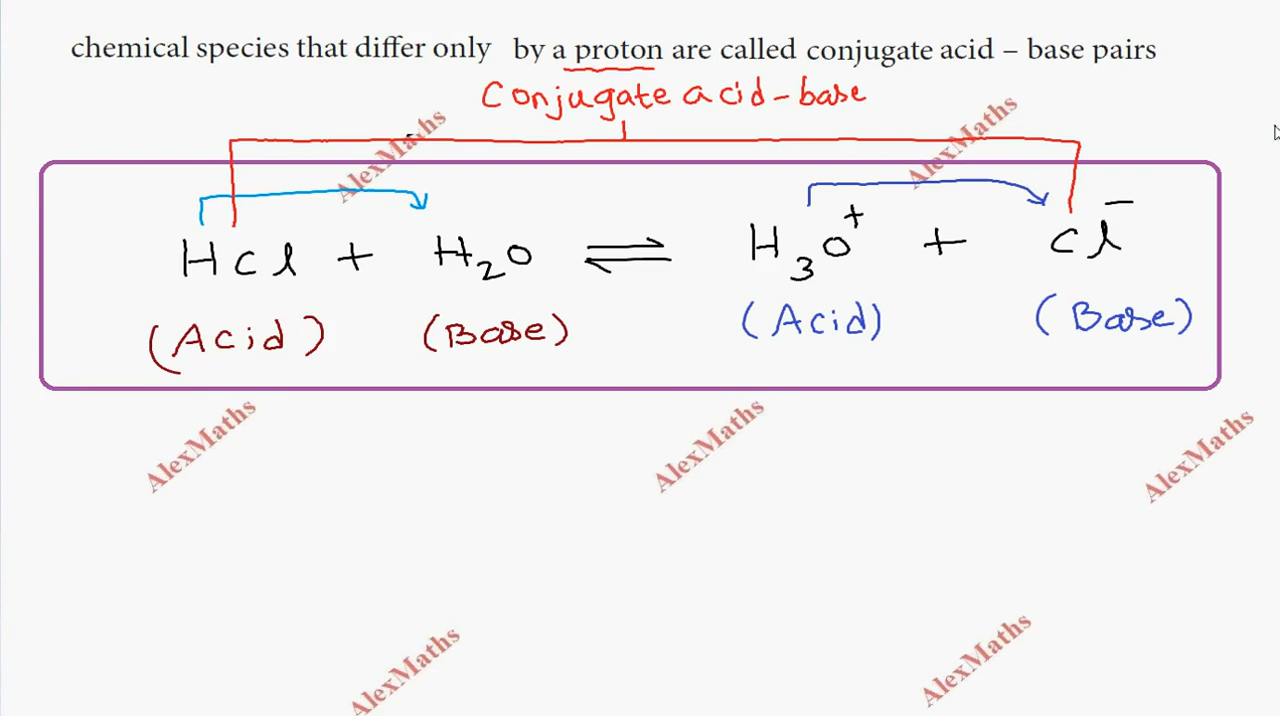 chemical species that differ only by a proton are called conjugate acid – base pairs
Conjugate acid-base
AlexMaths AlexMaths
HCl + H₂O ⇌ H₃O⁺ + Cl⁻
(Acid) (Base) (Acid) (Base)
AlexMaths AlexMaths AlexMaths
AlexMaths AlexMaths